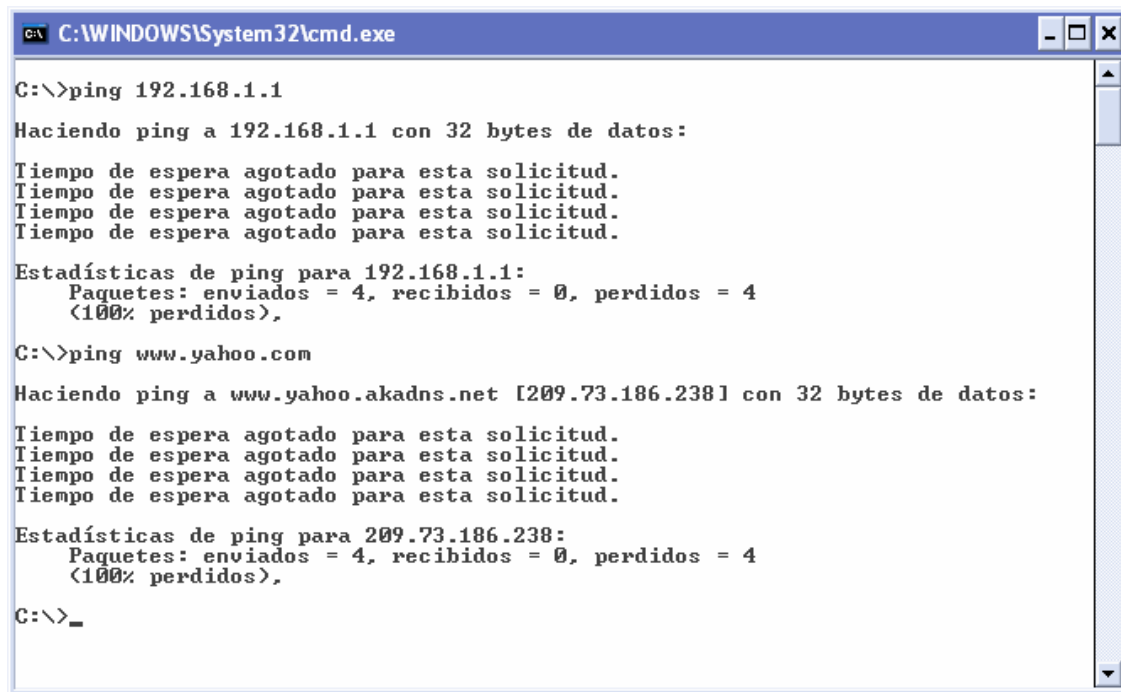 C:\WINDOWS\System32\cmd.exe
C:\>ping 192.168.1.1
Haciendo ping a 192.168.1.1 con 32 bytes de datos:
Tiempo de espera agotado para esta solicitud.
Tiempo de espera agotado para esta solicitud.
Tiempo de espera agotado para esta solicitud.
Tiempo de espera agotado para esta solicitud.
Estadísticas de ping para 192.168.1.1:
Paquetes: enviados = 4, recibidos = 0, perdidos = 4
(100% perdidos),
C:\>ping www.yahoo.com
Haciendo ping a www.yahoo.akadns.net [209.73.186.238] con 32 bytes de datos:
Tiempo de espera agotado para esta solicitud.
Tiempo de espera agotado para esta solicitud.
Tiempo de espera agotado para esta solicitud.
Tiempo de espera agotado para esta solicitud.
Estadísticas de ping para 209.73.186.238:
Paquetes: enviados = 4, recibidos = 0, perdidos = 4
(100% perdidos),
C:\>_